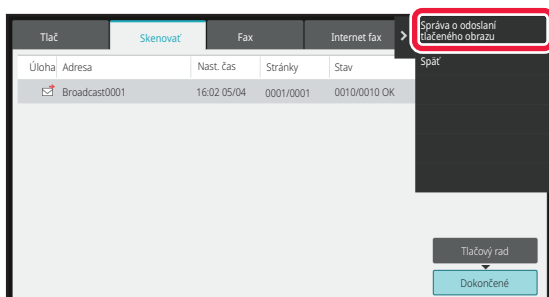 Tlač Skenovať Fax Internet fax
Správa o odoslaní
tlačeného obrazu
Späť
Úloha Adresa Nast. čas Stránky Stav
Broadcast0001 16:02 05/04 0001/0001 0010/0010 OK
Tlačový rad
Dokončené